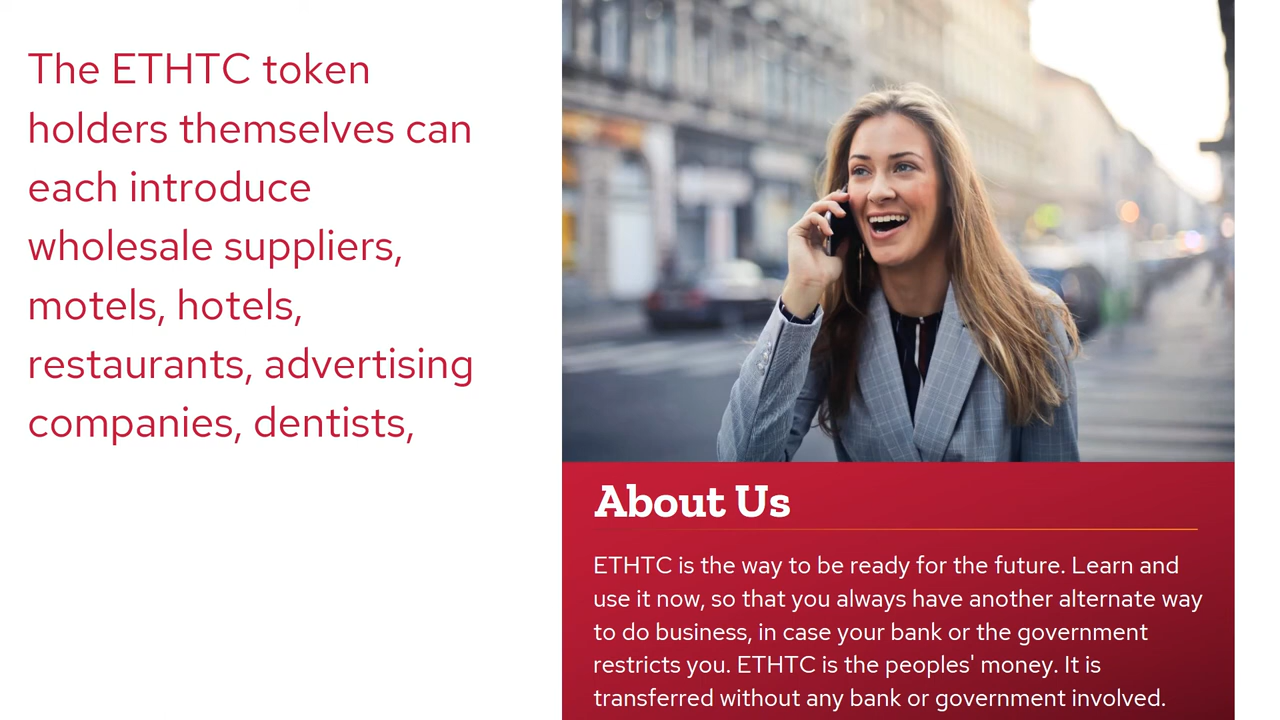 The ETHTC token
holders themselves can
each introduce
wholesale suppliers,
motels, hotels,
restaurants, advertising
companies, dentists,
About Us
ETHTC is the way to be ready for the future. Learn and
use it now, so that you always have another alternate way
to do business, in case your bank or the government
restricts you. ETHTC is the peoples' money. It is
transferred without any bank or government involved.